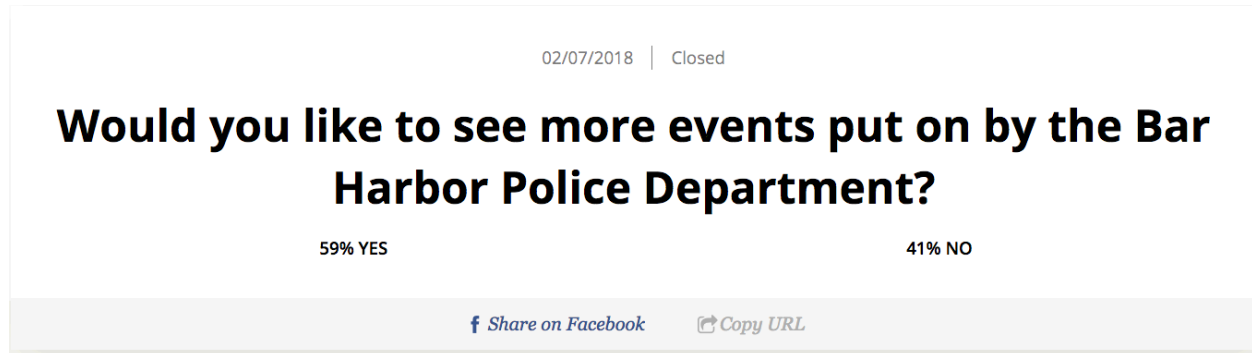 02/07/2018 | Closed
Would you like to see more events put on by the Bar
Harbor Police Department?
59% YES 41% NO
Share on Facebook Copy URL